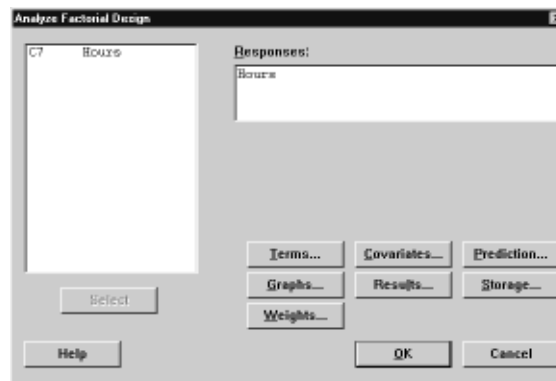 Analyze Factorial Design
C7 Hours
Responses:
Hours
Terms...
Covariates...
Prediction...
Graphs...
Results...
Storage...
Select
Weights...
Help
OK
Cancel